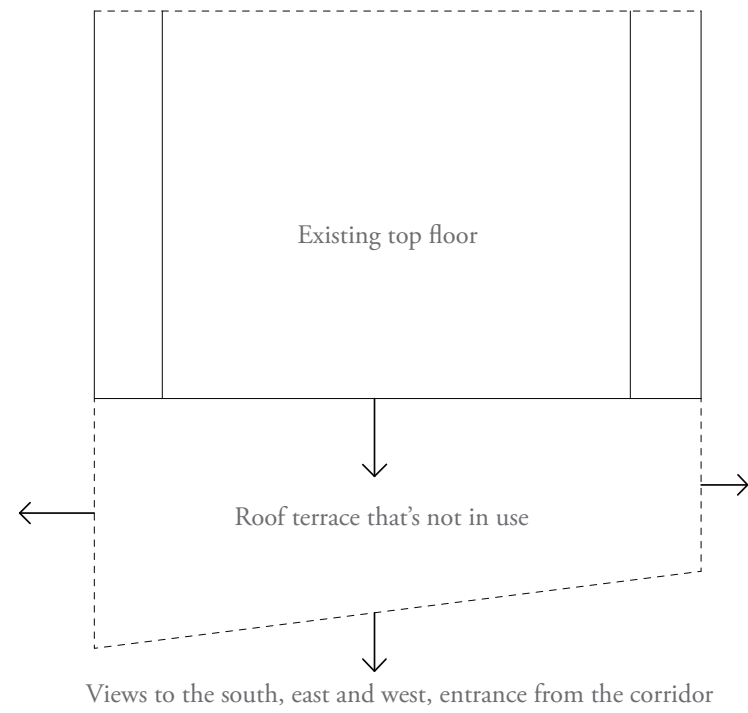 Existing top floor
Roof terrace that’s not in use
Views to the south, east and west, entrance from the corridor